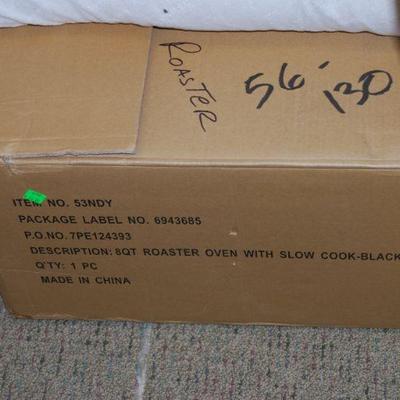 ROASTER
56' 130
ITEM NO. 53NDY
PACKAGE LABEL NO. 6943685
P.O.NO. 7PE124393
DESCRIPTION: 8QT ROASTER OVEN WITH SLOW COOK-BLACK
Q'TY: 1 PC
MADE IN CHINA